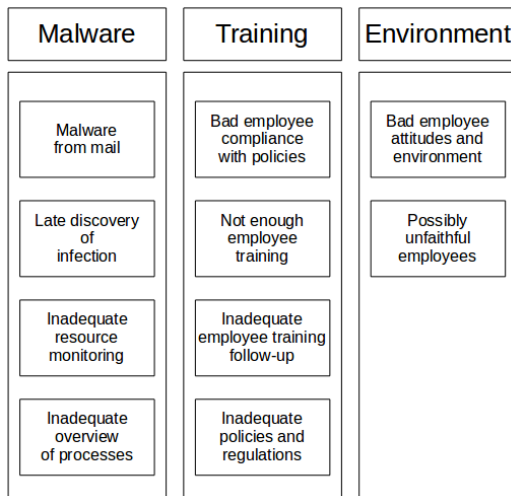 Malware
Training
Environment
Malware
from mail
Late discovery
of
infection
Inadequate
resource
monitoring
Inadequate
overview
of processes
Bad employee
compliance
with policies
Not enough
employee
training
Inadequate
employee training
follow-up
Inadequate
policies and
regulations
Bad employee
attitudes and
environment
Possibly
unfaithful
employees